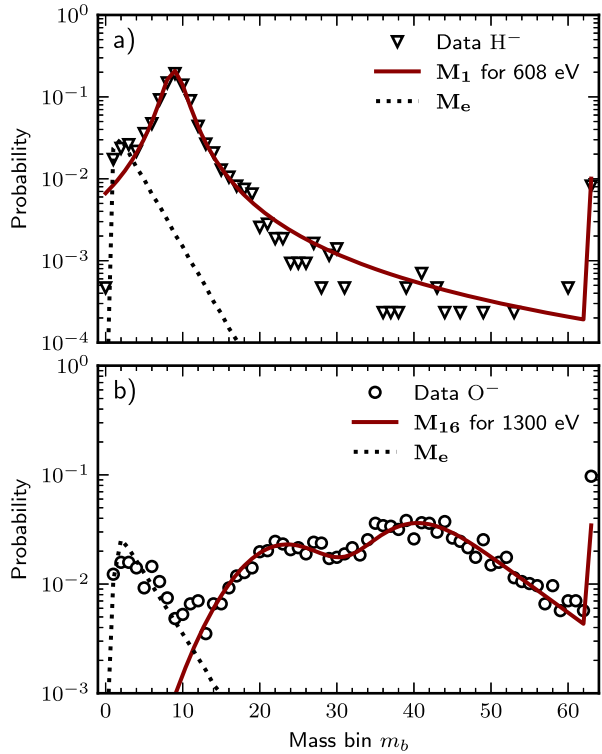 a)
Data H⁻
M₁ for 608 eV
Mₑ
Probability
10⁰
10⁻¹
10⁻²
10⁻³
10⁻⁴
b)
Data O⁻
M₁₆ for 1300 eV
Mₑ
Probability
10⁰
10⁻¹
10⁻²
10⁻³
0 10 20 30 40 50 60
Mass bin m_b